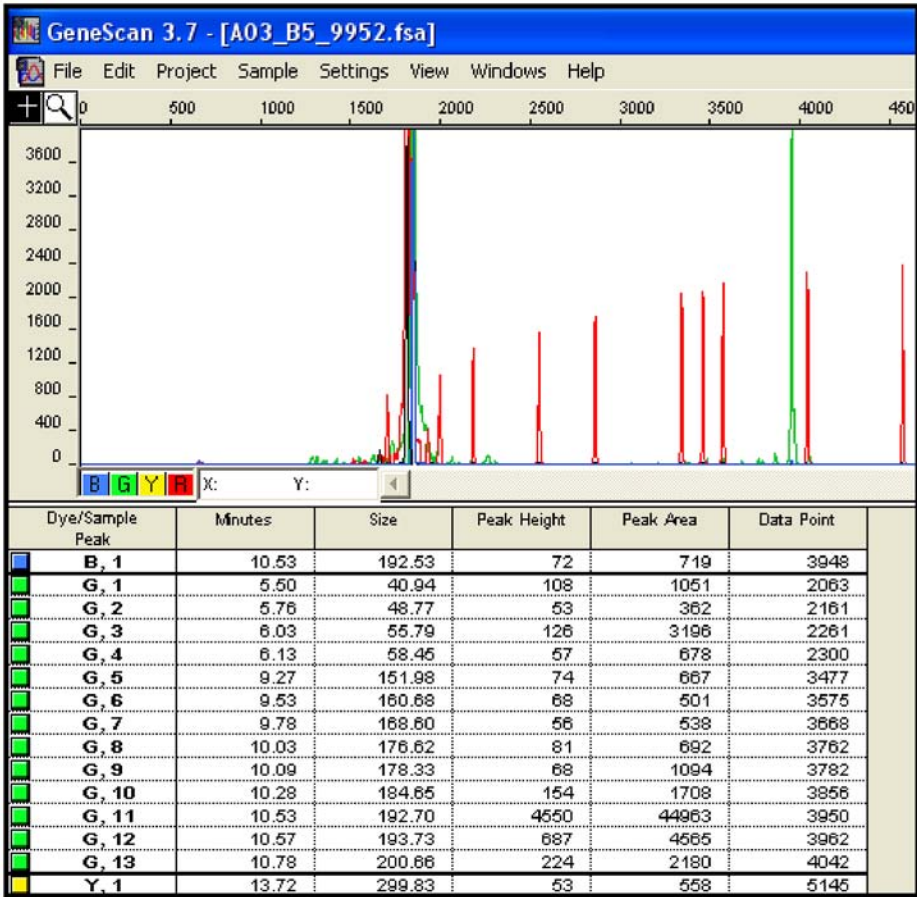 GeneScan 3.7 - [A03_B5_9952.fsa]
File Edit Project Sample Settings View Windows Help
0 500 1000 1500 2000 2500 3000 3500 4000 450
3600
3200
2800
2400
2000
1600
1200
800
400
0
B G Y R X: Y:
Dye/Sample Peak Minutes Size Peak Height Peak Area Data Point
B, 1 10.53 192.53 72 719 3948
G, 1 5.50 40.94 108 1051 2063
G, 2 5.76 48.77 53 362 2161
G, 3 6.03 55.79 126 3196 2261
G, 4 6.13 58.45 57 678 2300
G, 5 9.27 151.98 74 667 3477
G, 6 9.53 160.68 68 501 3575
G, 7 9.78 168.60 56 538 3668
G, 8 10.03 176.62 81 692 3762
G, 9 10.09 178.33 68 1094 3782
G, 10 10.28 184.65 154 1708 3856
G, 11 10.53 192.70 4550 44963 3950
G, 12 10.57 193.73 687 4565 3962
G, 13 10.78 200.66 224 2180 4042
Y, 1 13.72 299.83 53 558 5145